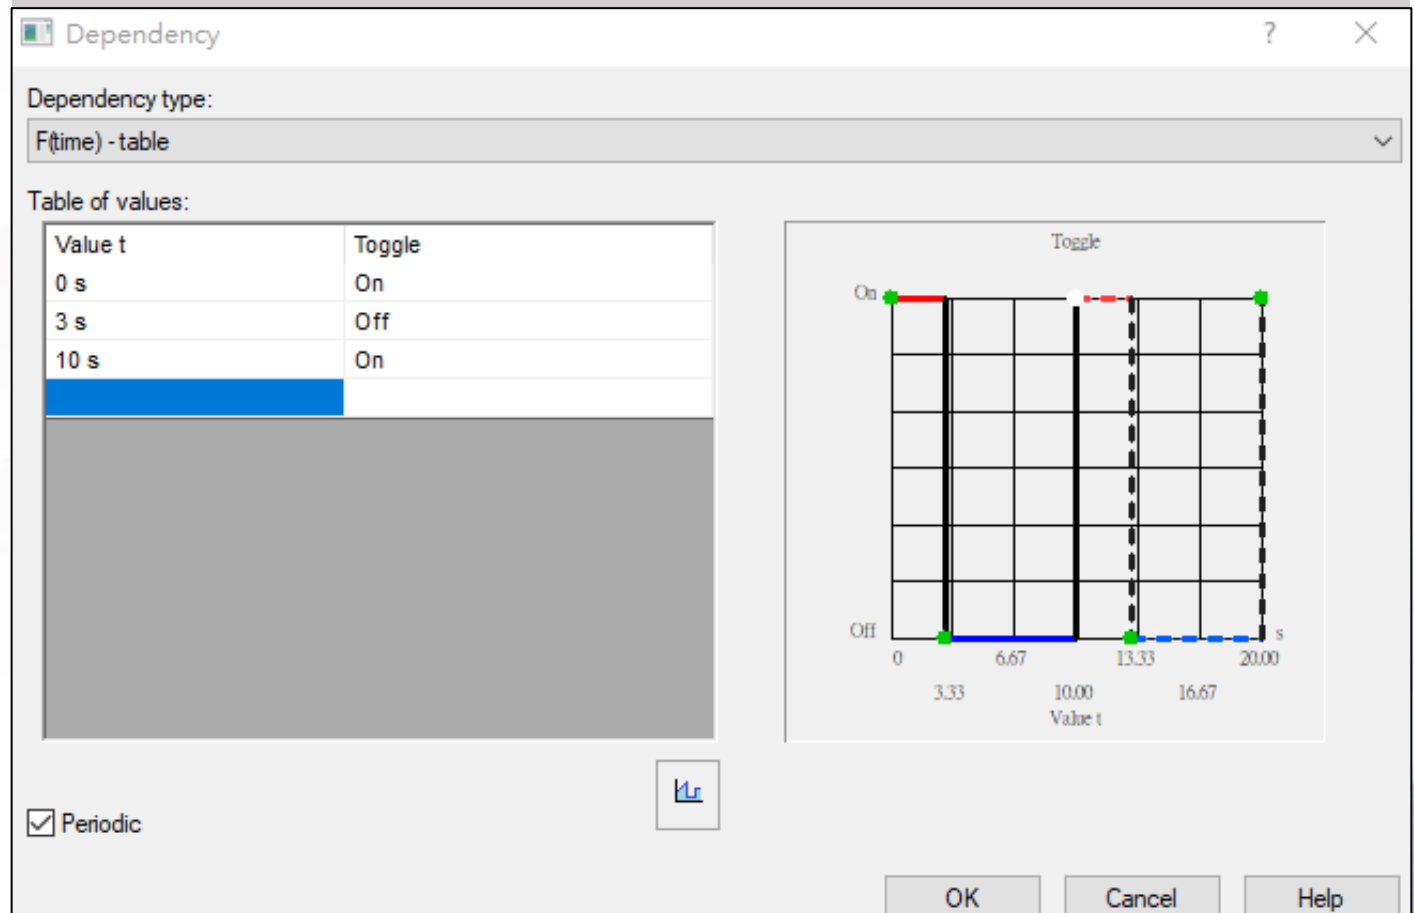 Dependency
?
Dependency type:
F(time) - table
Table of values:
Value t Toggle
0 s On
3 s Off
10 s On
Toggle
On
Off
s
0 6.67 13.33 20.00
3.33 10.00 16.67
Value t
Periodic
OK Cancel Help